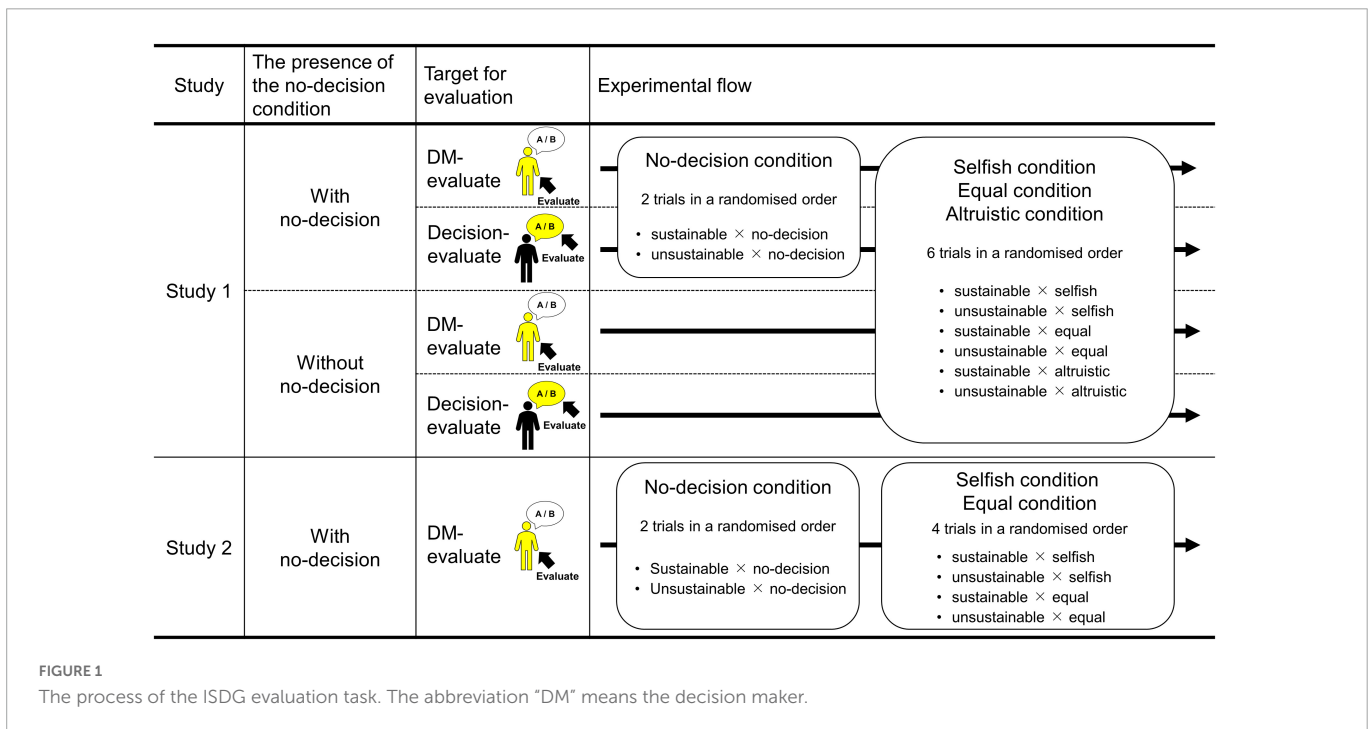 Study
The presence of
the no-decision
condition
Target for
evaluation
Experimental flow
Study 1
With
no-decision
DM-
evaluate
A / B
Evaluate
Decision-
evaluate
A / B
Evaluate
No-decision condition
2 trials in a randomised order
• sustainable × no-decision
• unsustainable × no-decision
Selfish condition
Equal condition
Altruistic condition
6 trials in a randomised order
• sustainable × selfish
• unsustainable × selfish
• sustainable × equal
• unsustainable × equal
• sustainable × altruistic
• unsustainable × altruistic
Without
no-decision
DM-
evaluate
A / B
Evaluate
Decision-
evaluate
A / B
Evaluate
Study 2
With
no-decision
DM-
evaluate
A / B
Evaluate
No-decision condition
2 trials in a randomised order
• Sustainable × no-decision
• Unsustainable × no-decision
Selfish condition
Equal condition
4 trials in a randomised order
• sustainable × selfish
• unsustainable × selfish
• sustainable × equal
• unsustainable × equal
FIGURE 1
The process of the ISDG evaluation task. The abbreviation “DM” means the decision maker.